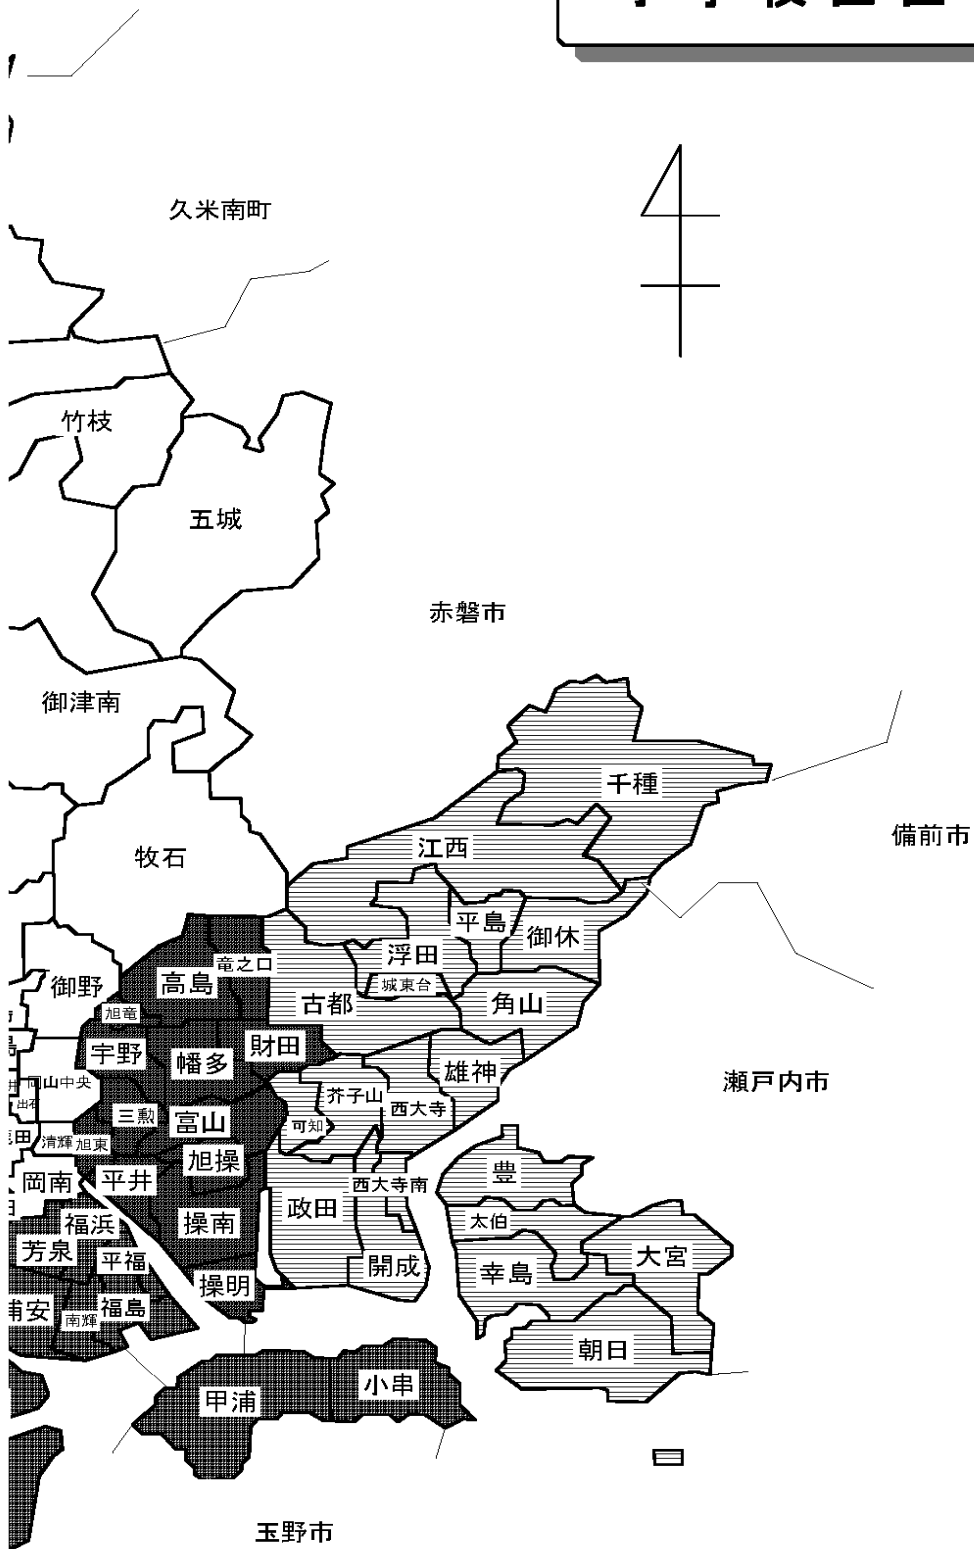 久米南町
竹枝
五城
赤磐市
御津南
千種
備前市
江西
牧石
平島
御休
浮田
竜之口
高島
御野
城東台
古都
角山
旭竜
財田
宇野
幡多
雄神
瀬戸内市
岡山中央
芥子山
出石
西大寺
三勲
富山
可知
清輝
旭東
旭操
豊
岡南
平井
西大寺南
政田
福浜
操南
太伯
芳泉
平福
大宮
開成
幸島
操明
福島
南輝
朝日
小串
甲浦
玉野市